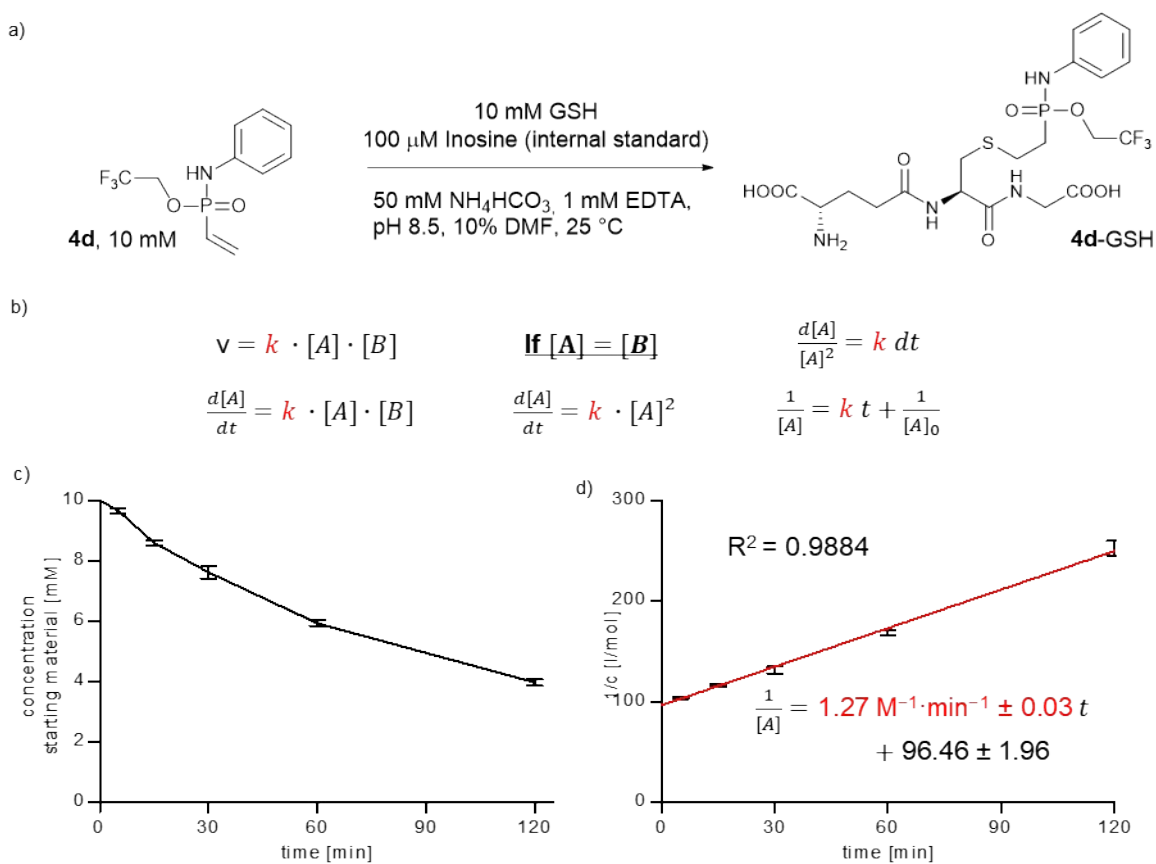 a)
10 mM GSH
100 μM Inosine (internal standard)
50 mM NH₄HCO₃, 1 mM EDTA,
pH 8.5, 10% DMF, 25 °C
F₃C
O
P
O
HN
4d, 10 mM
HN
O
P
O
CF₃
S
HOOC
NH₂
O
N
H
O
H
N
COOH
4d-GSH
b)
v = k · [A] · [B]
If [A] = [B]
d[A]/[A]² = k dt
d[A]/dt = k · [A] · [B]
d[A]/dt = k · [A]²
1/[A] = k t + 1/[A]₀
c)
concentration
starting material [mM]
10
8
6
4
2
0
0 30 60 90 120
time [min]
d)
1/c [l/mol]
300
200
100
0
R² = 0.9884
1/[A] = 1.27 M⁻¹·min⁻¹ ± 0.03 t
+ 96.46 ± 1.96
0 30 60 90 120
time [min]